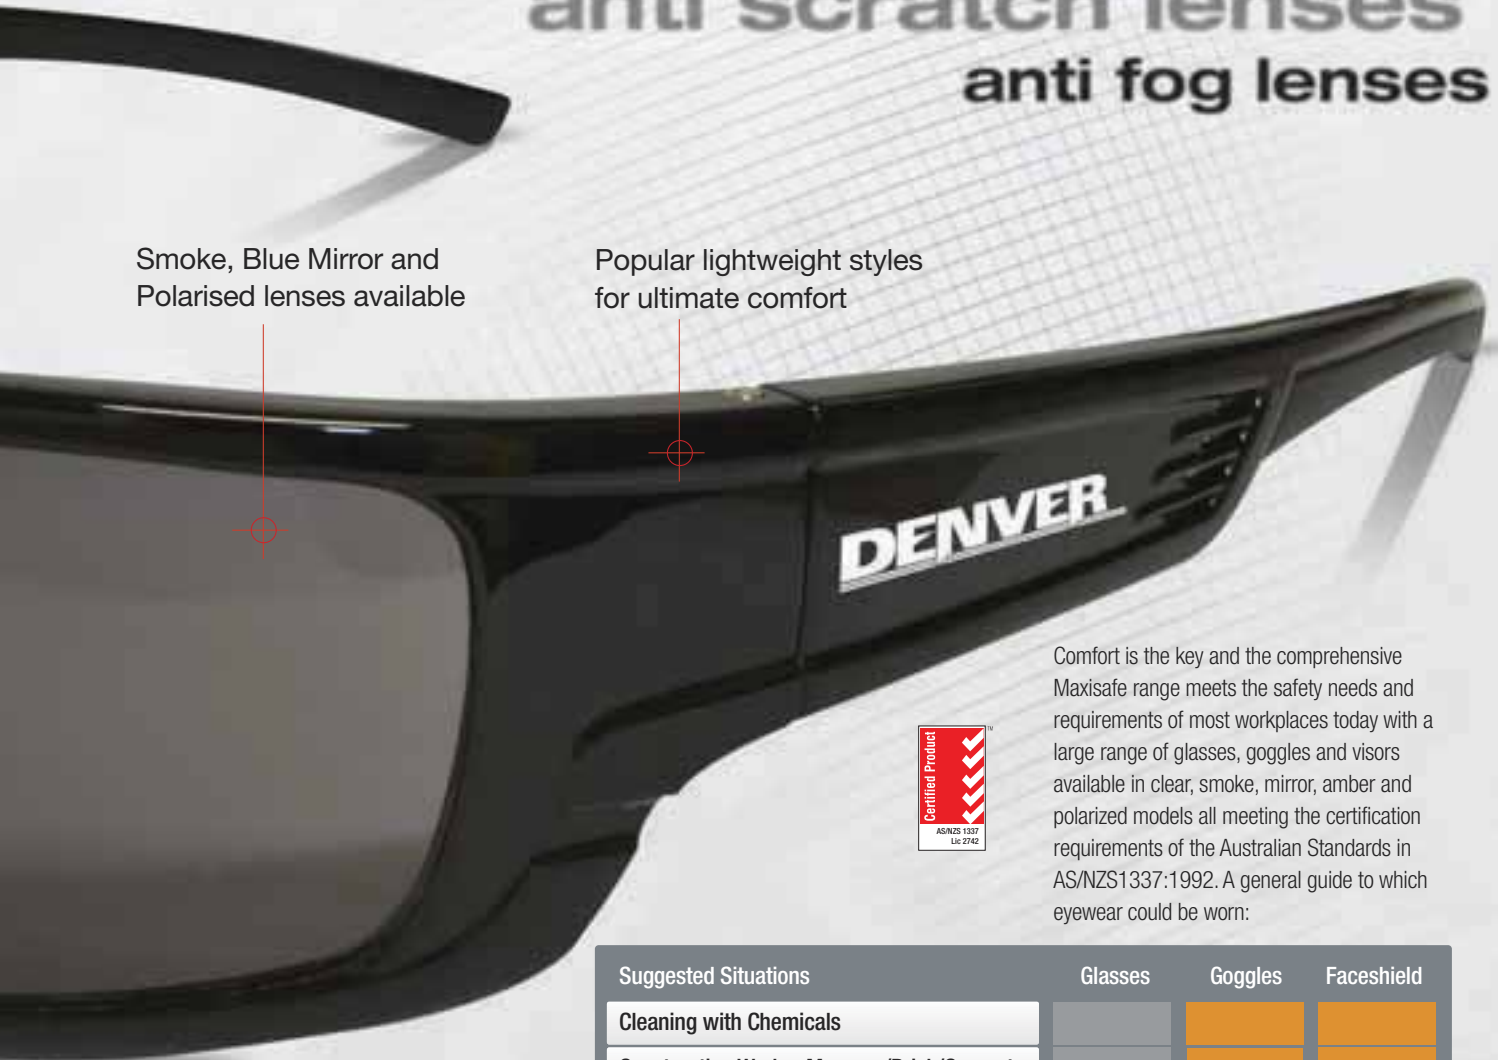 anti scratch lenses
anti fog lenses
Smoke, Blue Mirror and
Polarised lenses available
Popular lightweight styles
for ultimate comfort
DENVER
Comfort is the key and the comprehensive
Maxisafe range meets the safety needs and
requirements of most workplaces today with a
large range of glasses, goggles and visors
available in clear, smoke, mirror, amber and
polarized models all meeting the certification
requirements of the Australian Standards in
AS/NZS1337:1992. A general guide to which
eyewear could be worn:
Certified Product
TM
AS/NZS 1337
Lic 2742
Suggested Situations Glasses Goggles Faceshield
Cleaning with Chemicals